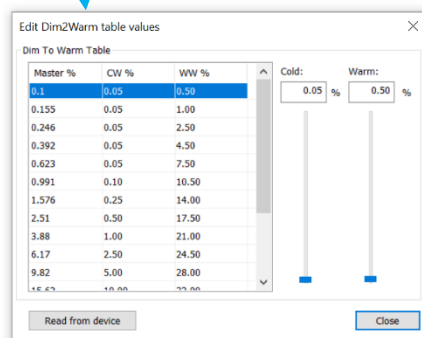 Edit Dim2Warm table values
Dim To Warm Table
Master % CW % WW %
Cold: Warm:
0.05 % 0.50 %
0.1 0.05 0.50
0.155 0.05 1.00
0.246 0.05 2.50
0.392 0.05 4.50
0.623 0.05 7.50
0.991 0.10 10.50
1.576 0.25 14.00
2.51 0.50 17.50
3.88 1.00 21.00
6.17 2.50 24.50
9.82 5.00 28.00
Read from device Close